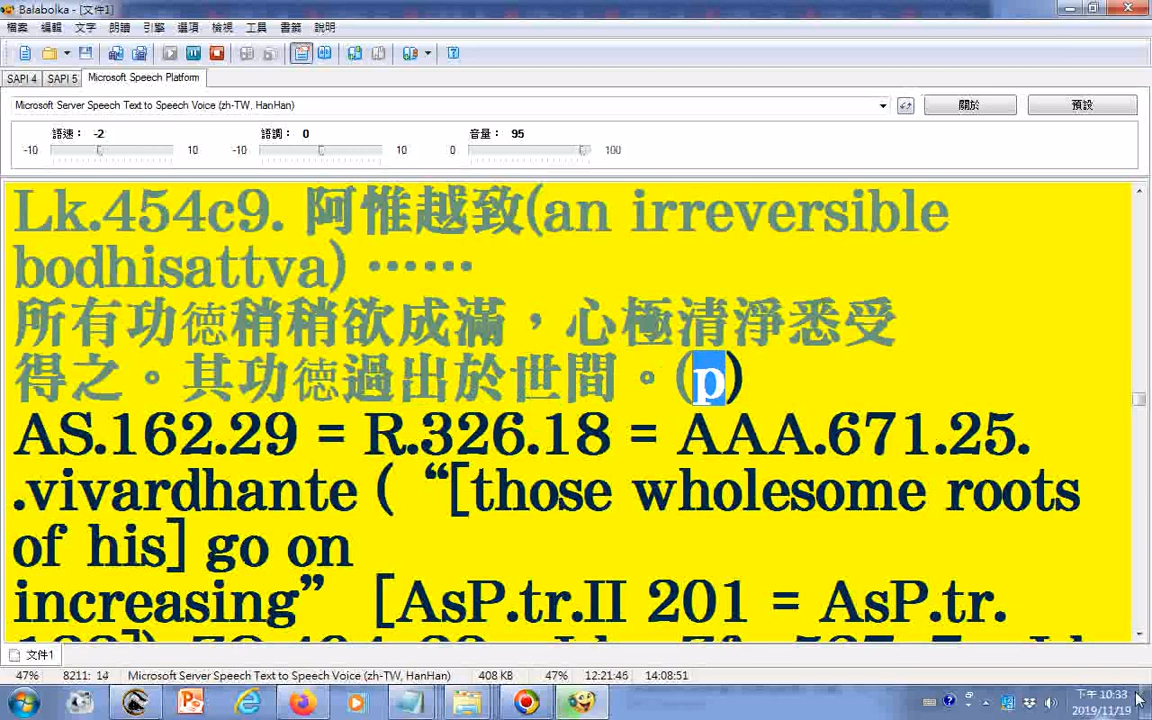 Balabolka - [文件1]
檔案 編輯 文字 朗讀 引擎 選項 檢視 工具 書籤 說明
SAPI 4 SAPI 5 Microsoft Speech Platform
Microsoft Server Speech Text to Speech Voice (zh-TW, HanHan) 關於 預設
語速： -2 語調： 0 音量： 95
-10 10 -10 10 0 100
Lk.454c9. 阿惟越致(an irreversible
bodhisattva) ⋯⋯
所有功德稍稍欲成滿，心極清淨悉受
得之。其功德過出於世間。(p)
AS.162.29 = R.326.18 = AAA.671.25.
.vivardhante (“[those wholesome roots
of his] go on
increasing” [AsP.tr.II 201 = AsP.tr.
文件1
47% 8211: 14 Microsoft Server Speech Text to Speech Voice (zh-TW, HanHan) 408 KB 47% 12:21:46 14:08:51
下午 10:33
2019/11/19